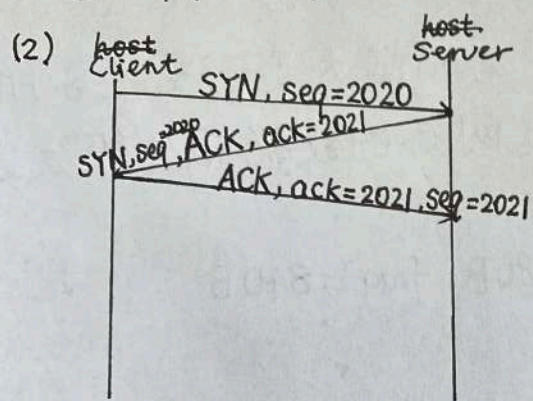 (2) host host
Client Server
SYN, seq=2020
SYN, seq=2020, ACK, ack=2021
ACK, ack=2021, seq=2021